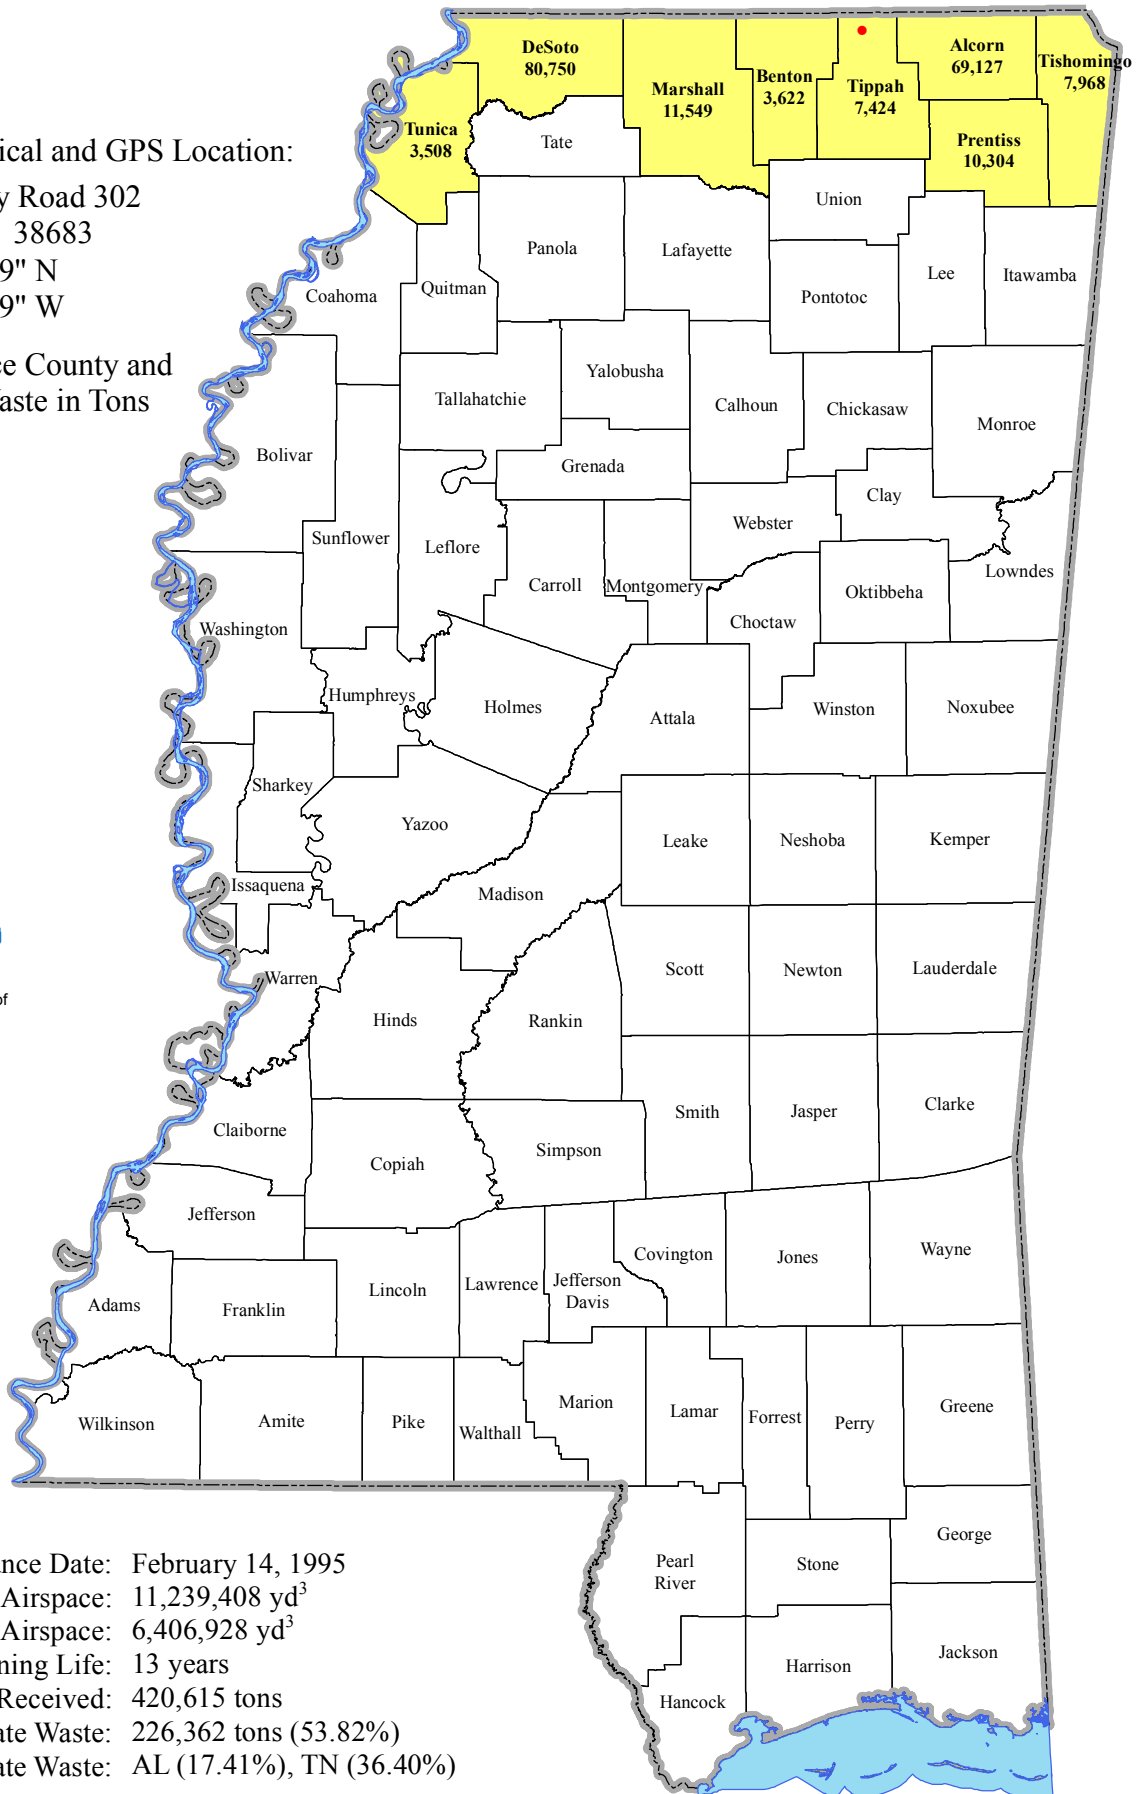 DeSoto
80,750
Marshall
11,549
Benton
3,622
Tippah
7,424
Alcorn
69,127
Tishomingo
7,968
Tunica
3,508
Prentiss
10,304
Tate
Union
ical and GPS Location:
y Road 302
38683
9" N
9" W
ce County and
Waste in Tons
Panola
Lafayette
Lee
Itawamba
Coahoma
Quitman
Pontotoc
Yalobusha
Tallahatchie
Calhoun
Chickasaw
Monroe
Bolivar
Grenada
Clay
Sunflower
Leflore
Webster
Carroll
Montgomery
Oktibbeha
Lowndes
Washington
Choctaw
Humphreys
Holmes
Attala
Winston
Noxubee
Sharkey
Yazoo
Leake
Neshoba
Kemper
Issaquena
Madison
Warren
Scott
Newton
Lauderdale
of
Hinds
Rankin
Smith
Jasper
Clarke
Claiborne
Copiah
Simpson
Jefferson
Covington
Jones
Wayne
Adams
Franklin
Lincoln
Lawrence
Jefferson
Davis
Wilkinson
Amite
Pike
Walthall
Marion
Lamar
Forrest
Perry
Greene
George
Pearl
River
Stone
Jackson
Harrison
Hancock
nce Date: February 14, 1995
Airspace: 11,239,408 yd³
Airspace: 6,406,928 yd³
ning Life: 13 years
Received: 420,615 tons
ate Waste: 226,362 tons (53.82%)
ate Waste: AL (17.41%), TN (36.40%)